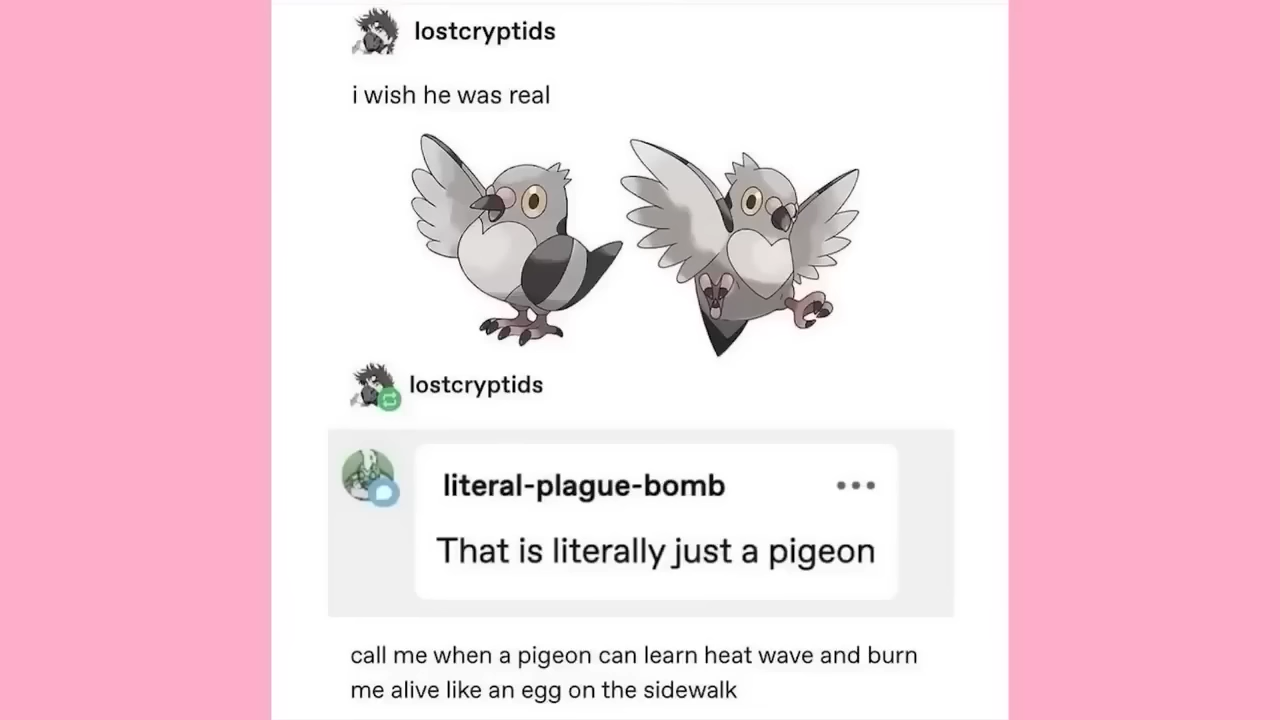 lostcryptids
i wish he was real
lostcryptids
literal-plague-bomb
That is literally just a pigeon
call me when a pigeon can learn heat wave and burn
me alive like an egg on the sidewalk